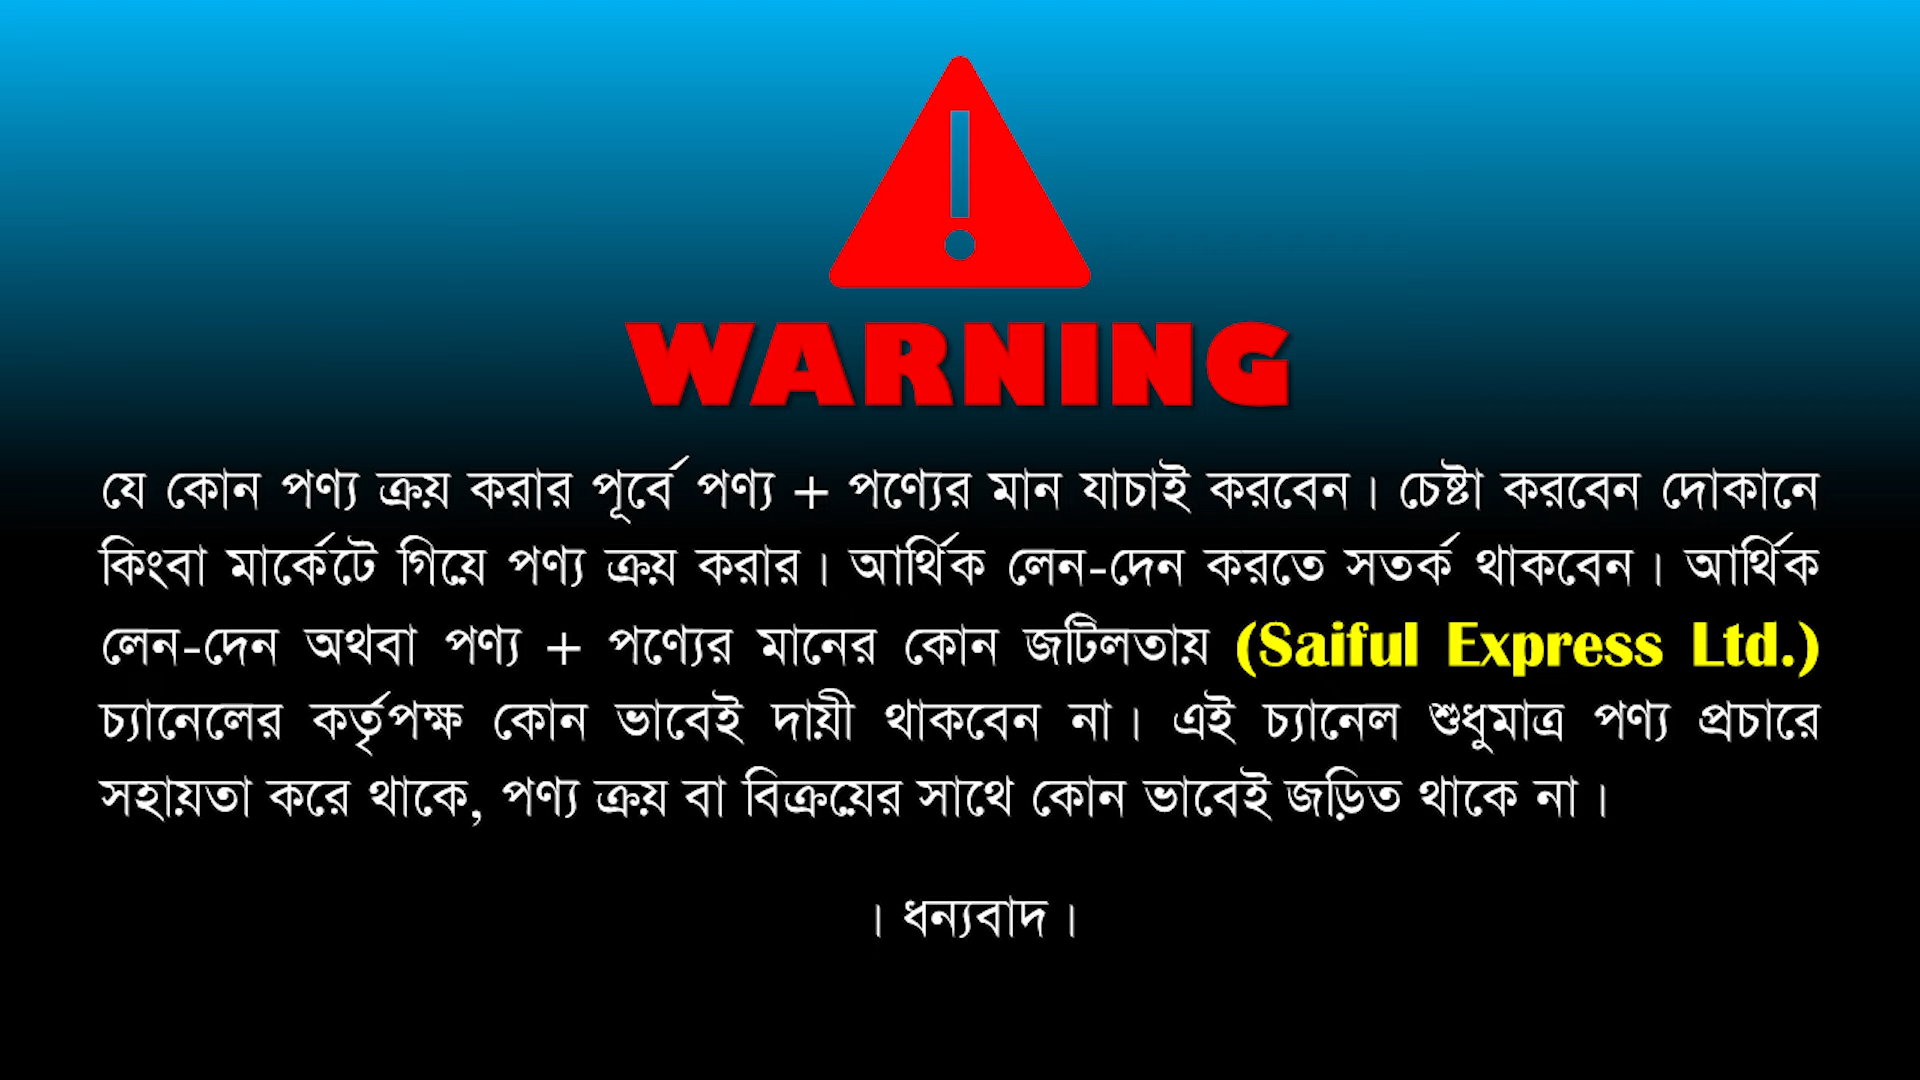 WARNING
যে কোন পণ্য ক্রয় করার পূর্বে পণ্য + পণ্যের মান যাচাই করবেন। চেষ্টা করবেন দোকানে
কিংবা মার্কেটে গিয়ে পণ্য ক্রয় করার। আর্থিক লেন-দেন করতে সতর্ক থাকবেন। আর্থিক
লেন-দেন অথবা পণ্য + পণ্যের মানের কোন জটিলতায় (Saiful Express Ltd.)
চ্যানেলের কর্তৃপক্ষ কোন ভাবেই দায়ী থাকবেন না। এই চ্যানেল শুধুমাত্র পণ্য প্রচারে
সহায়তা করে থাকে, পণ্য ক্রয় বা বিক্রয়ের সাথে কোন ভাবেই জড়িত থাকে না।
। ধন্যবাদ।